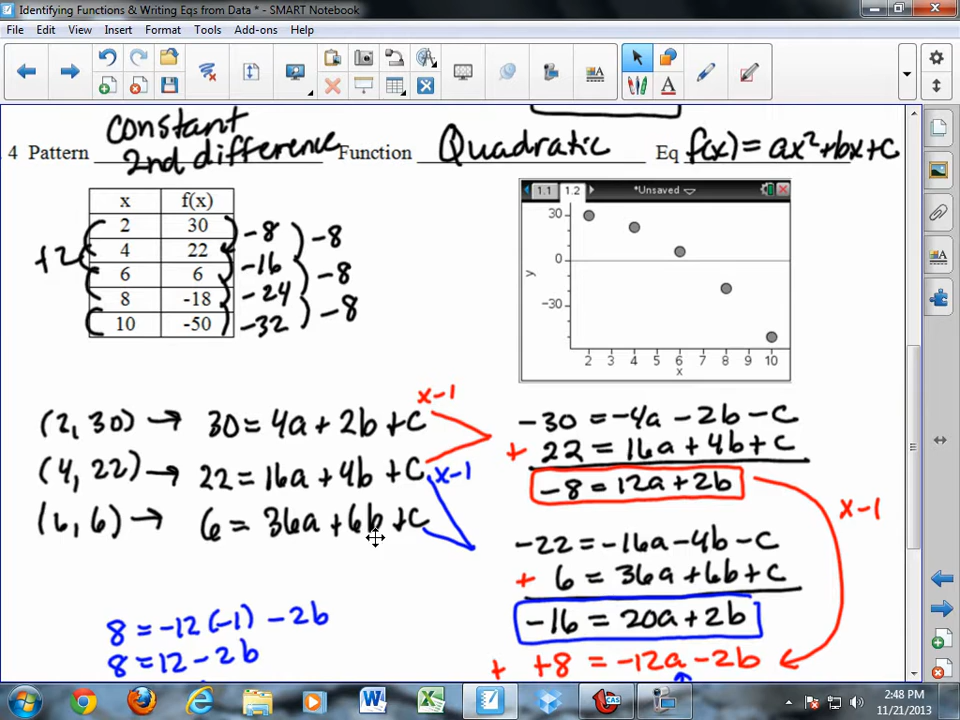 Identifying Functions & Writing Eqs from Data * - SMART Notebook
File Edit View Insert Format Tools Add-ons Help
constant
4 Pattern 2nd difference Function Quadratic Eq f(x) = ax²+bx+c
x f(x)
2 30
4 22
6 6
8 -18
10 -50
+2
-8
-16
-24
-32
-8
-8
-8
1.1 1.2 *Unsaved
30
0
-30
y
2 3 4 5 6 7 8 9 10
x
(2, 30) → 30 = 4a + 2b + c
x-1
(4, 22) → 22 = 16a + 4b + c
x-1
(6, 6) → 6 = 36a + 6b + c
8 = -12(-1) - 2b
8 = 12 - 2b
-30 = -4a - 2b - c
+ 22 = 16a + 4b + c
-8 = 12a + 2b
x-1
-22 = -16a - 4b - c
+ 6 = 36a + 6b + c
-16 = 20a + 2b
+ +8 = -12a - 2b
W
CAS
2:48 PM
11/21/2013